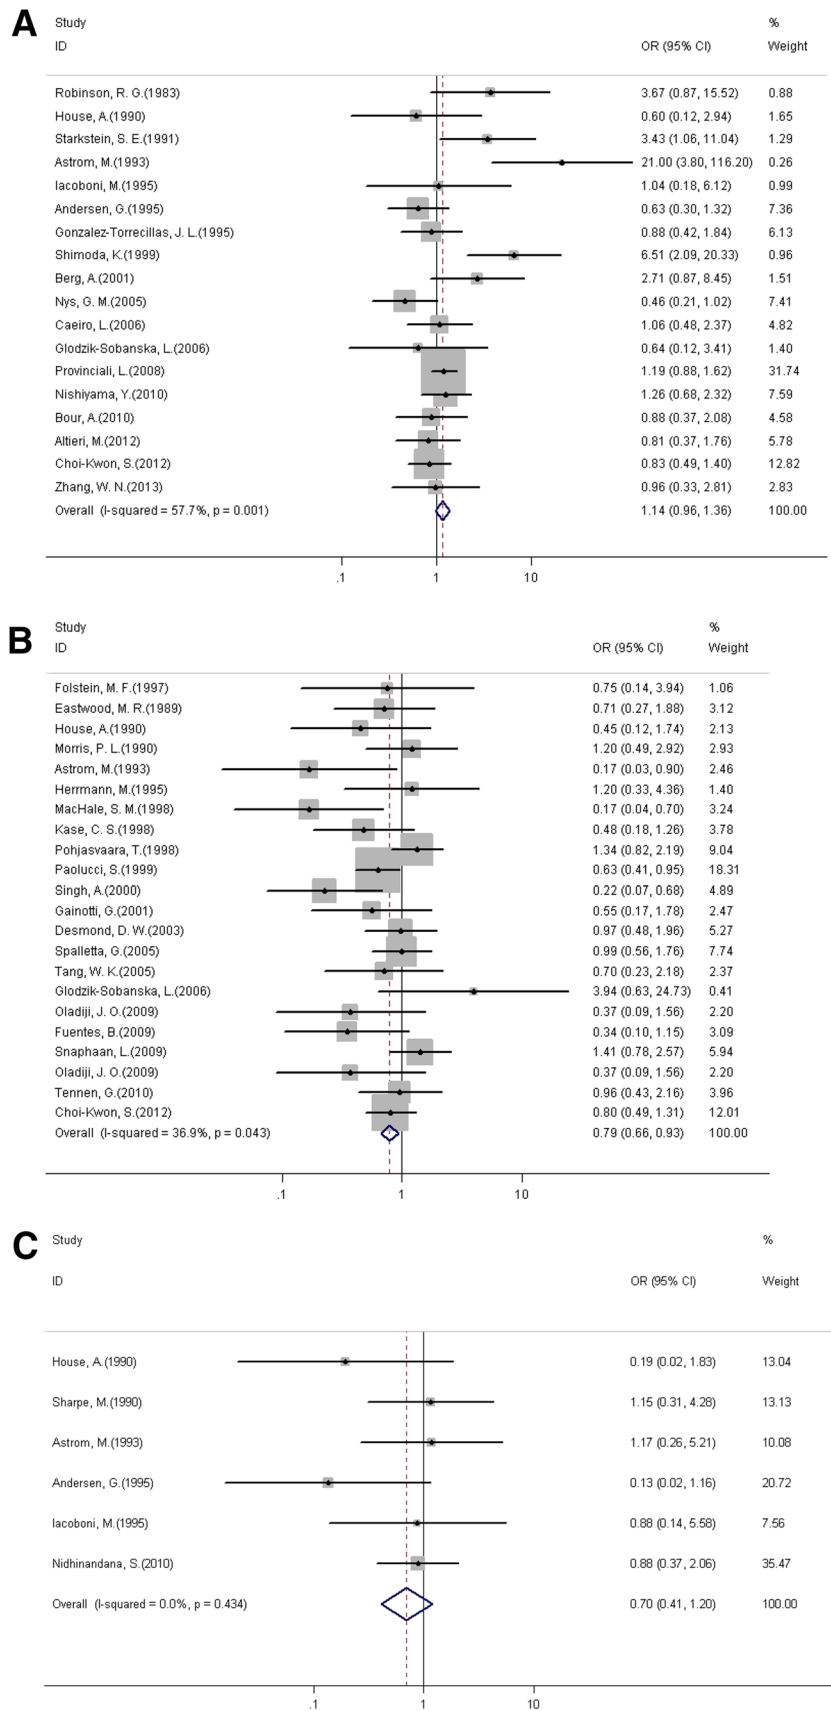 A
Study %
ID OR (95% CI) Weight
Robinson, R. G.(1983) 3.67 (0.87, 15.52) 0.88
House, A.(1990) 0.60 (0.12, 2.94) 1.65
Starkstein, S. E.(1991) 3.43 (1.06, 11.04) 1.29
Astrom, M.(1993) 21.00 (3.80, 116.20) 0.26
Iacoboni, M.(1995) 1.04 (0.18, 6.12) 0.99
Andersen, G.(1995) 0.63 (0.30, 1.32) 7.36
Gonzalez-Torrecillas, J. L.(1995) 0.88 (0.42, 1.84) 6.13
Shimoda, K.(1999) 6.51 (2.09, 20.33) 0.96
Berg, A.(2001) 2.71 (0.87, 8.45) 1.51
Nys, G. M.(2005) 0.46 (0.21, 1.02) 7.41
Caeiro, L.(2006) 1.06 (0.48, 2.37) 4.82
Glodzik-Sobanska, L.(2006) 0.64 (0.12, 3.41) 1.40
Provinciali, L.(2008) 1.19 (0.88, 1.62) 31.74
Nishiyama, Y.(2010) 1.26 (0.68, 2.32) 7.59
Bour, A.(2010) 0.88 (0.37, 2.08) 4.58
Altieri, M.(2012) 0.81 (0.37, 1.76) 5.78
Choi-Kwon, S.(2012) 0.83 (0.49, 1.40) 12.82
Zhang, W. N.(2013) 0.96 (0.33, 2.81) 2.83
Overall (I-squared = 57.7%, p = 0.001) 1.14 (0.96, 1.36) 100.00
.1 1 10
B
Study %
ID OR (95% CI) Weight
Folstein, M. F.(1997) 0.75 (0.14, 3.94) 1.06
Eastwood, M. R.(1989) 0.71 (0.27, 1.88) 3.12
House, A.(1990) 0.45 (0.12, 1.74) 2.13
Morris, P. L.(1990) 1.20 (0.49, 2.92) 2.93
Astrom, M.(1993) 0.17 (0.03, 0.90) 2.46
Herrmann, M.(1995) 1.20 (0.33, 4.36) 1.40
MacHale, S. M.(1998) 0.17 (0.04, 0.70) 3.24
Kase, C. S.(1998) 0.48 (0.18, 1.26) 3.78
Pohjasvaara, T.(1998) 1.34 (0.82, 2.19) 9.04
Paolucci, S.(1999) 0.63 (0.41, 0.95) 18.31
Singh, A.(2000) 0.22 (0.07, 0.68) 4.89
Gainotti, G.(2001) 0.55 (0.17, 1.78) 2.47
Desmond, D. W.(2003) 0.97 (0.48, 1.96) 5.27
Spalletta, G.(2005) 0.99 (0.56, 1.76) 7.74
Tang, W. K.(2005) 0.70 (0.23, 2.18) 2.37
Glodzik-Sobanska, L.(2006) 3.94 (0.63, 24.73) 0.41
Oladiji, J. O.(2009) 0.37 (0.09, 1.56) 2.20
Fuentes, B.(2009) 0.34 (0.10, 1.15) 3.09
Snaphaan, L.(2009) 1.41 (0.78, 2.57) 5.94
Oladiji, J. O.(2009) 0.37 (0.09, 1.56) 2.20
Tennen, G.(2010) 0.96 (0.43, 2.16) 3.96
Choi-Kwon, S.(2012) 0.80 (0.49, 1.31) 12.01
Overall (I-squared = 36.9%, p = 0.043) 0.79 (0.66, 0.93) 100.00
.1 1 10
C
Study %
ID OR (95% CI) Weight
House, A.(1990) 0.19 (0.02, 1.83) 13.04
Sharpe, M.(1990) 1.15 (0.31, 4.28) 13.13
Astrom, M.(1993) 1.17 (0.26, 5.21) 10.08
Andersen, G.(1995) 0.13 (0.02, 1.16) 20.72
Iacoboni, M.(1995) 0.88 (0.14, 5.58) 7.56
Nidhinandana, S.(2010) 0.88 (0.37, 2.06) 35.47
Overall (I-squared = 0.0%, p = 0.434) 0.70 (0.41, 1.20) 100.00
.1 1 10